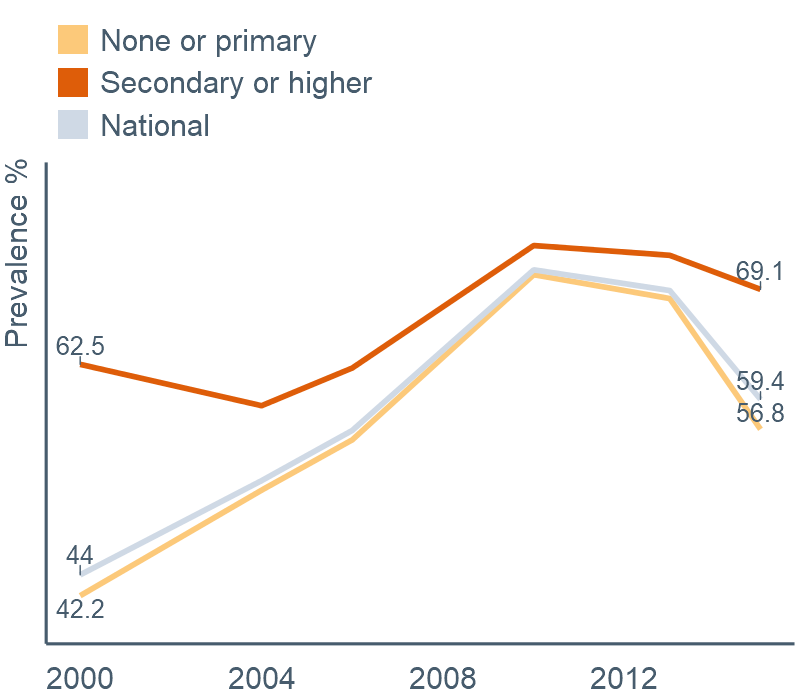 None or primary
Secondary or higher
National
Prevalence %
69.1
62.5
59.4
56.8
44
42.2
2000 2004 2008 2012